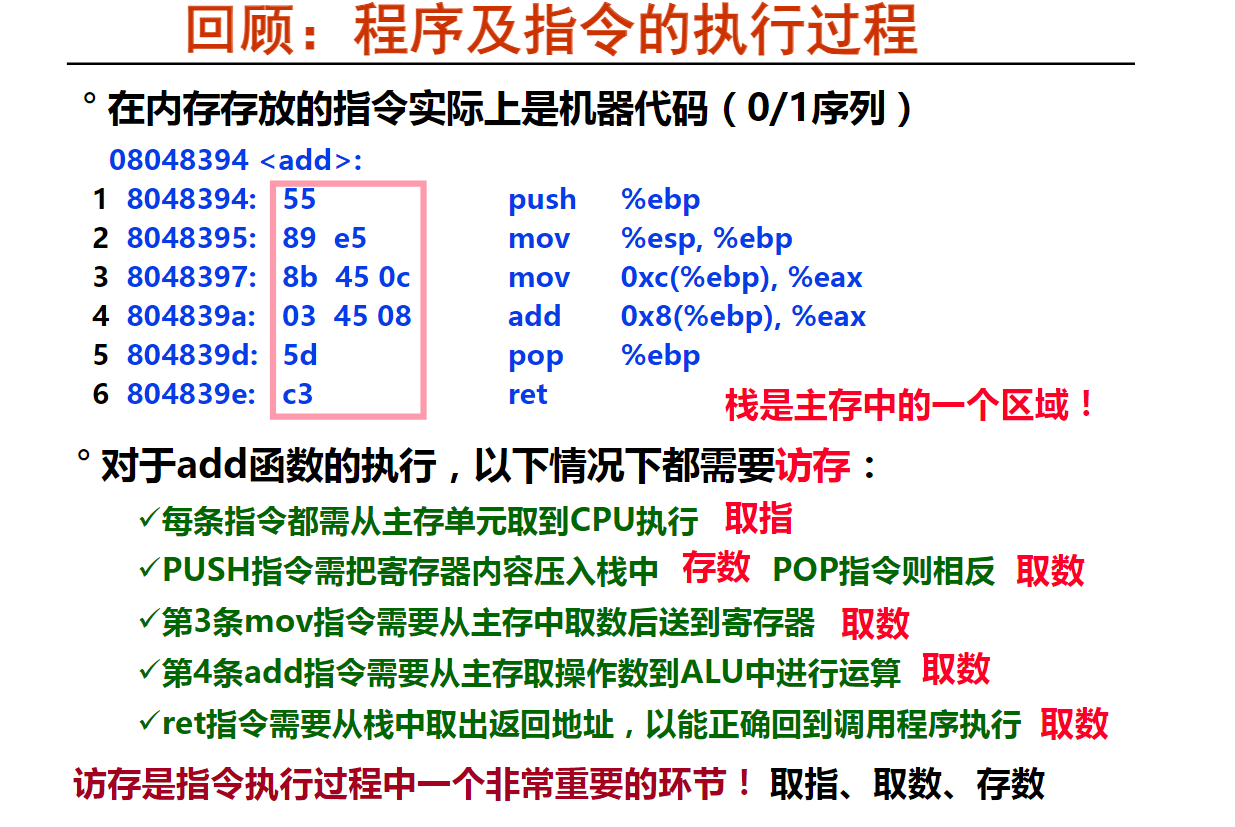 回顾：程序及指令的执行过程
° 在内存存放的指令实际上是机器代码（0/1序列）
08048394 <add>:
1 8048394: 55 push %ebp
2 8048395: 89 e5 mov %esp, %ebp
3 8048397: 8b 45 0c mov 0xc(%ebp), %eax
4 804839a: 03 45 08 add 0x8(%ebp), %eax
5 804839d: 5d pop %ebp
6 804839e: c3 ret
栈是主存中的一个区域！
° 对于add函数的执行，以下情况下都需要访存：
✓每条指令都需从主存单元取到CPU执行 取指
✓PUSH指令需把寄存器内容压入栈中 存数 POP指令则相反 取数
✓第3条mov指令需要从主存中取数后送到寄存器 取数
✓第4条add指令需要从主存取操作数到ALU中进行运算 取数
✓ret指令需要从栈中取出返回地址，以能正确回到调用程序执行 取数
访存是指令执行过程中一个非常重要的环节！ 取指、取数、存数